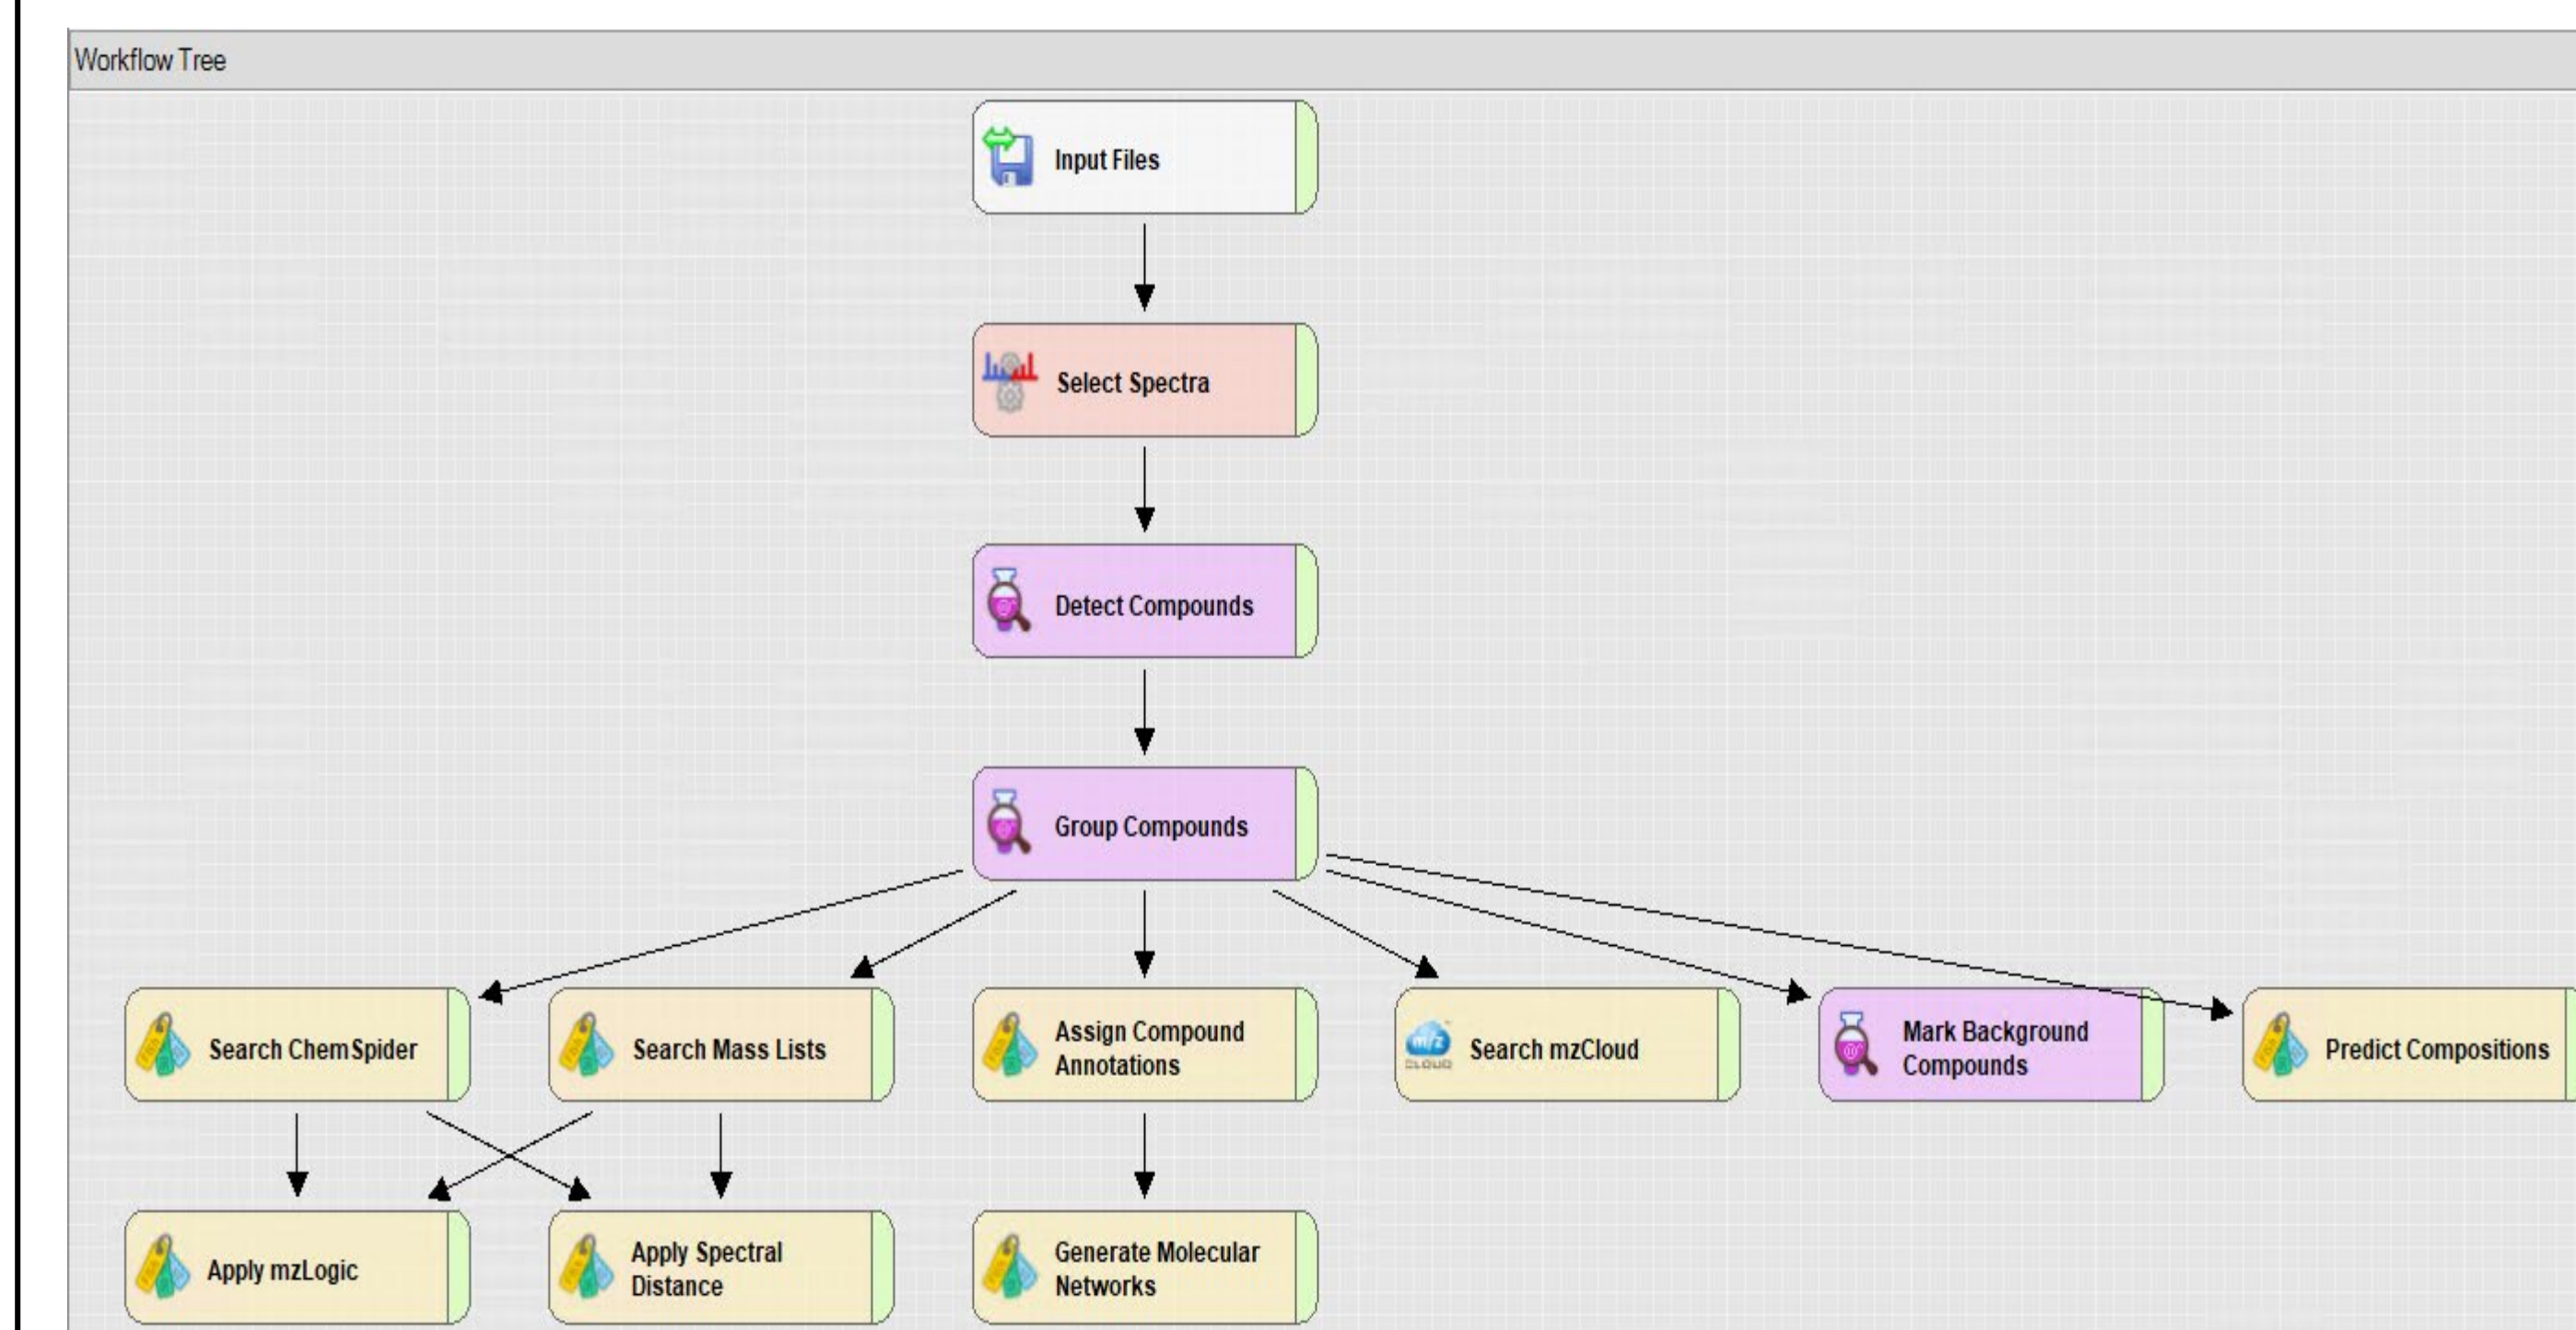 Workflow Tree
Input Files
Select Spectra
Detect Compounds
Group Compounds
Search ChemSpider
Search Mass Lists
Assign Compound
Annotations
m/z
CLOUD
Search mzCloud
Mark Background
Compounds
Predict Compositions
Apply mzLogic
Apply Spectral
Distance
Generate Molecular
Networks